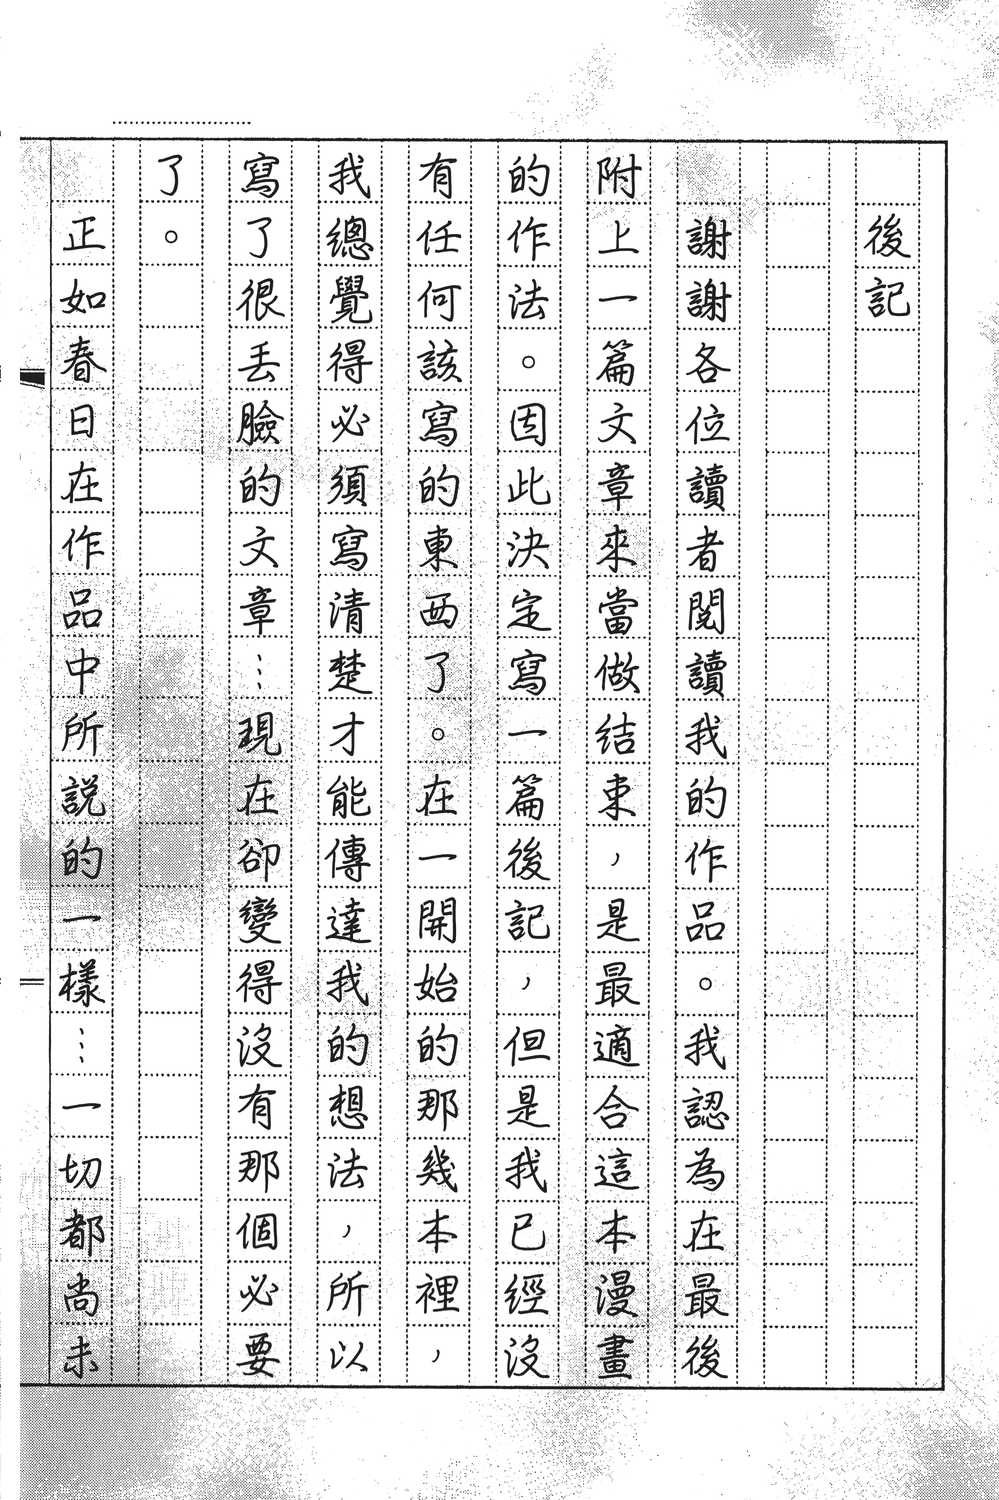 後記
謝謝各位讀者閱讀我的作品。我認為在最後
附上一篇文章來當做結束，是最適合這本漫畫
的作法。因此決定寫一篇後記，但是我已經沒
有任何該寫的東西了。在一開始的那幾本裡，
我總覺得必須寫清楚才能傳達我的想法，所以
寫了很丟臉的文章…現在卻變得沒有那個必要
了。
正如春日在作品中所說的一樣…一切都尚未